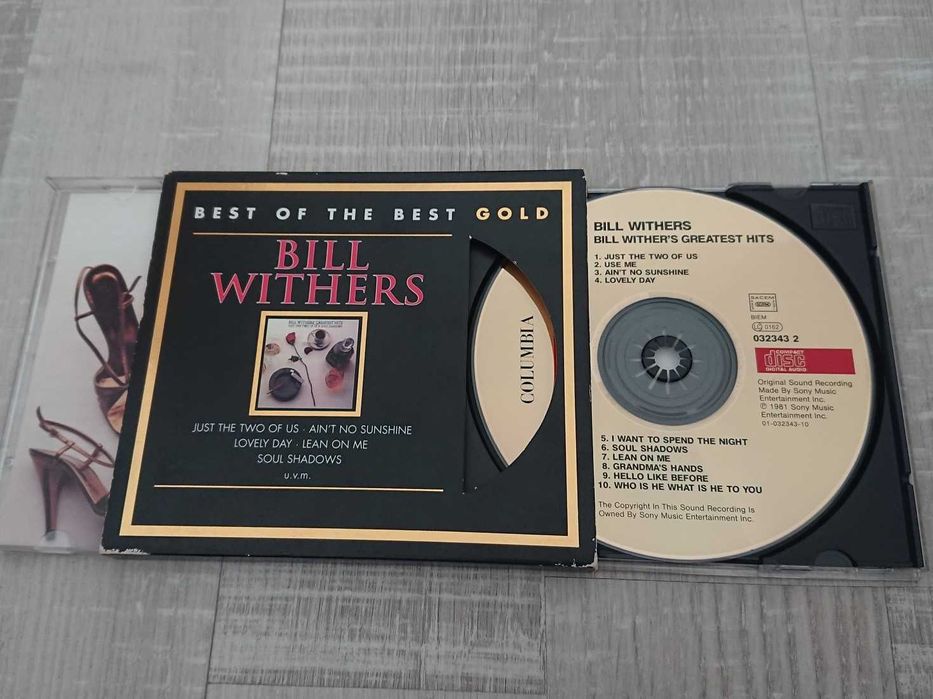 BEST OF THE BEST GOLD
BILL
WITHERS
BILL WITHERS' GREATEST HITS
JUST THE TWO OF US · AIN'T NO SUNSHINE
LOVELY DAY · LEAN ON ME
SOUL SHADOWS
u.v.m.
COLUMBIA
BILL WITHERS
BILL WITHER'S GREATEST HITS
1. JUST THE TWO OF US
2. USE ME
3. AIN'T NO SUNSHINE
4. LOVELY DAY
SACEM
BIEM
LC 0162
032343 2
COMPACT
disc
DIGITAL AUDIO
Original Sound Recording
Made By Sony Music
Entertainment Inc.
℗ 1981 Sony Music
Entertainment Inc.
01-032343-10
5. I WANT TO SPEND THE NIGHT
6. SOUL SHADOWS
7. LEAN ON ME
8. GRANDMA'S HANDS
9. HELLO LIKE BEFORE
10. WHO IS HE WHAT IS HE TO YOU
The Copyright In This Sound Recording Is
Owned By Sony Music Entertainment Inc.